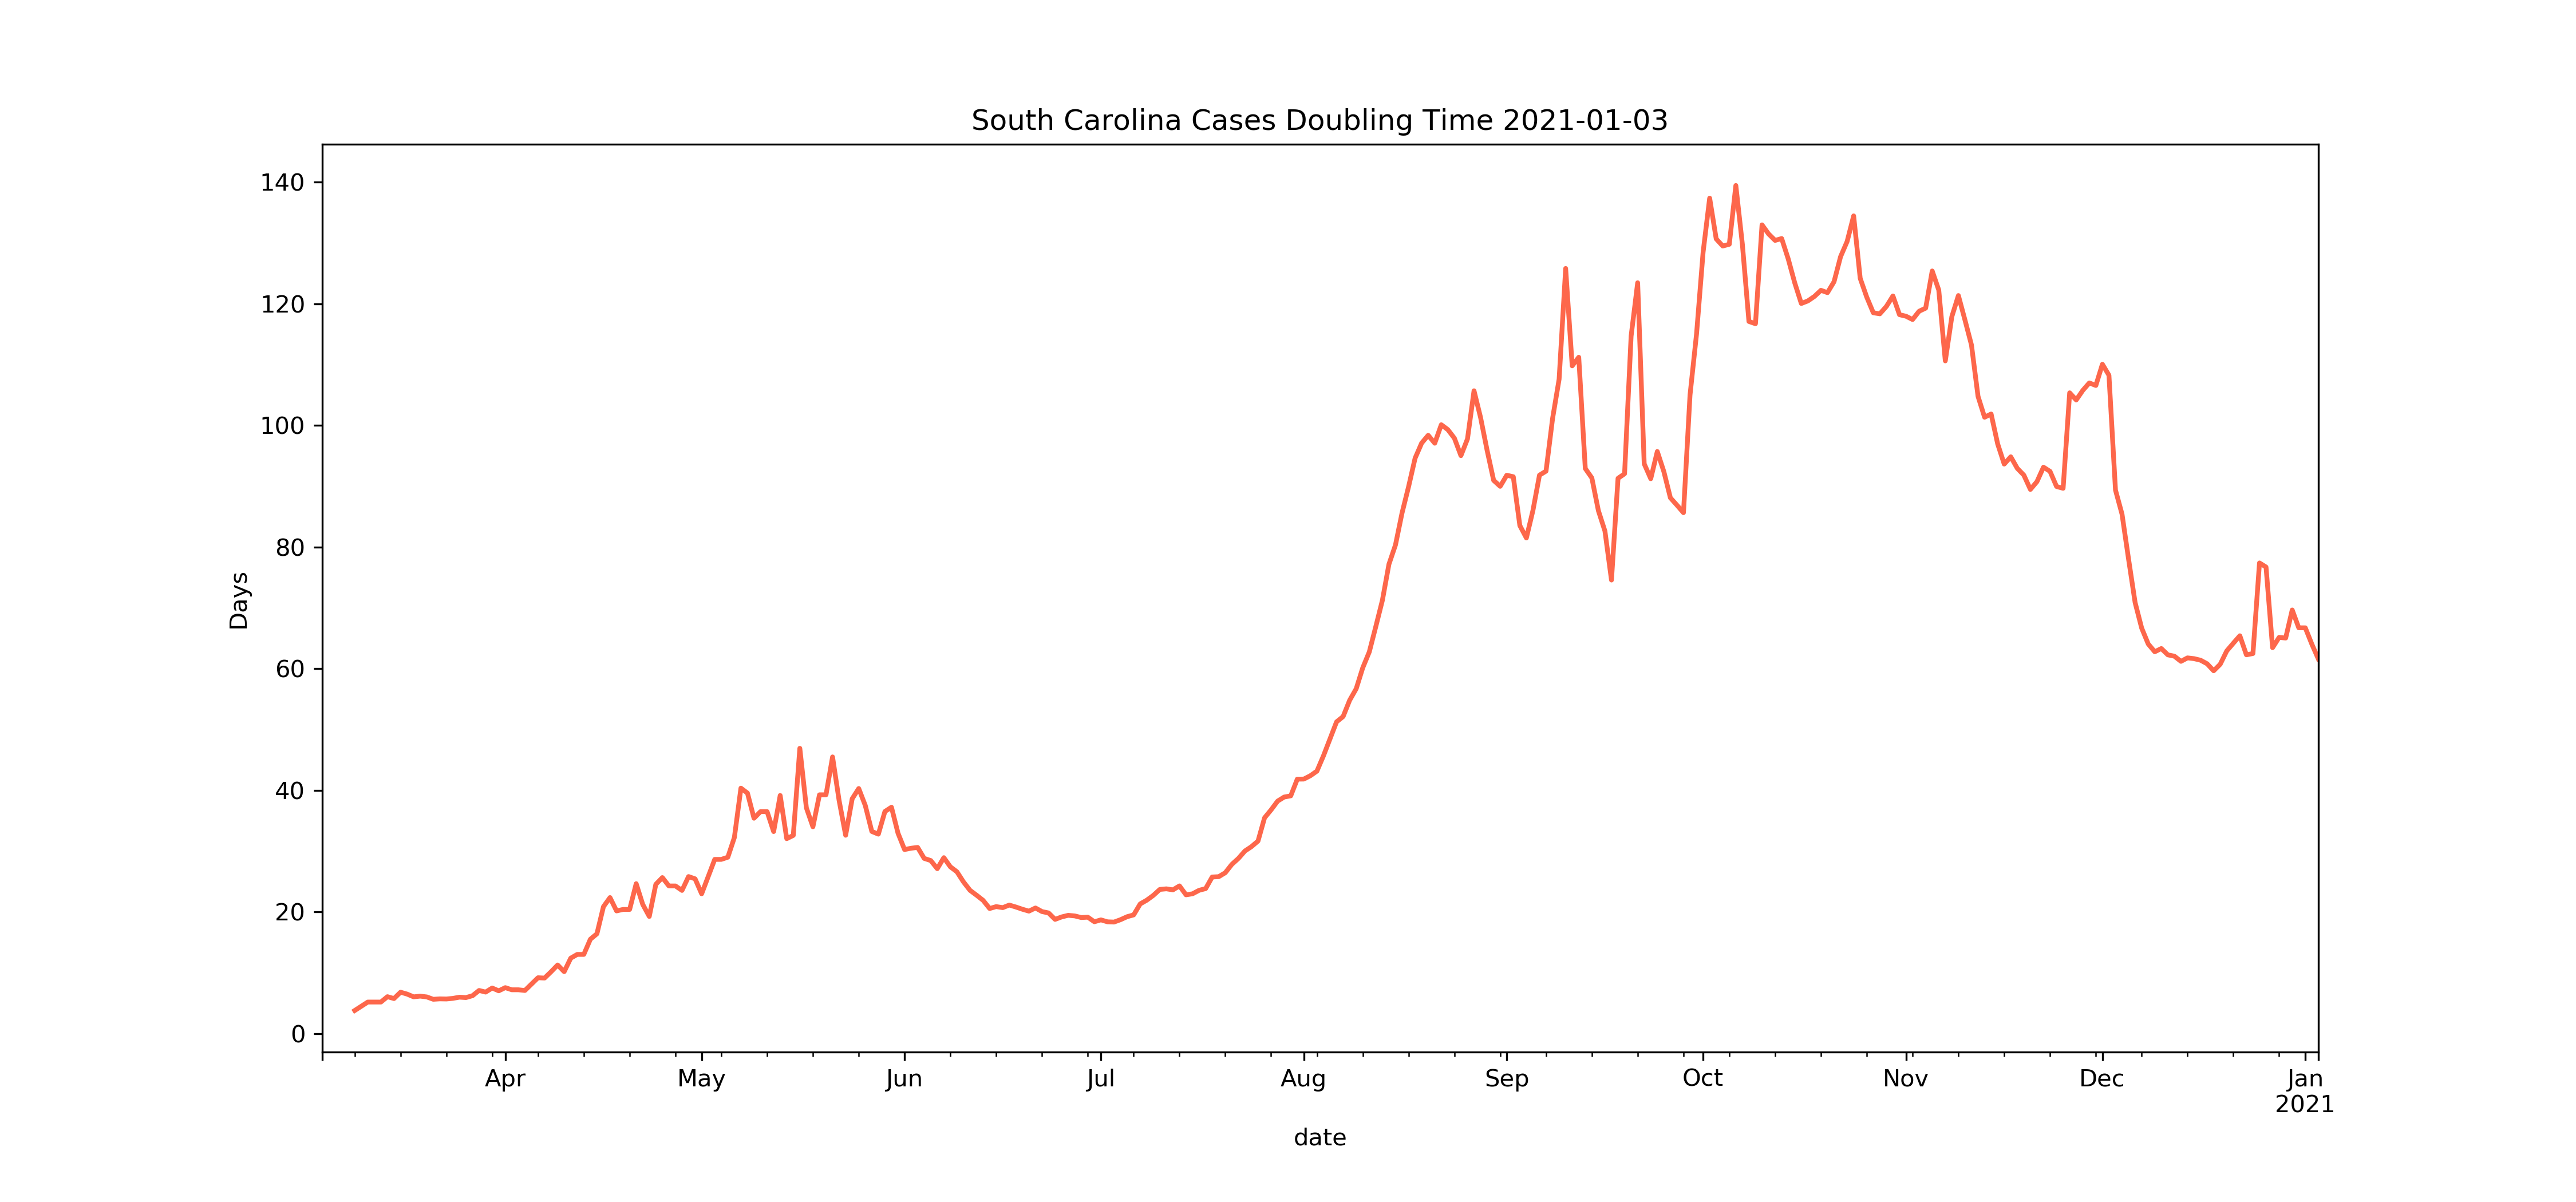 South Carolina Cases Doubling Time 2021-01-03
140
120
100
80
60
40
20
0
Days
Apr May Jun Jul Aug Sep Oct Nov Dec Jan
2021
date